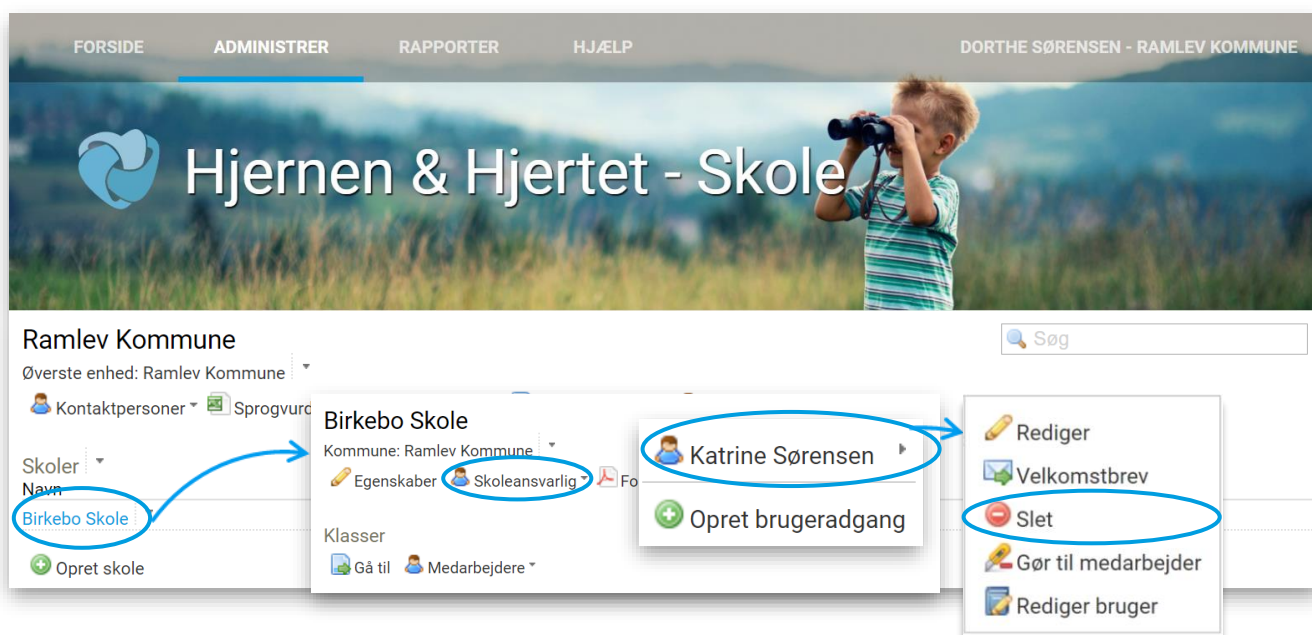 FORSIDE ADMINISTRER RAPPORTER HJÆLP DORTHE SØRENSEN - RAMLEV KOMMUNE
Hjernen & Hjertet - Skole
Ramlev Kommune
Søg
Øverste enhed: Ramlev Kommune
Kontaktpersoner Sprogvurd
Skoler
Navn
Birkebo Skole
Opret skole
Birkebo Skole
Kommune: Ramlev Kommune
Egenskaber Skoleansvarlig Fo
Klasser
Gå til Medarbejdere
Katrine Sørensen
Opret brugeradgang
Rediger
Velkomstbrev
Slet
Gør til medarbejder
Rediger bruger